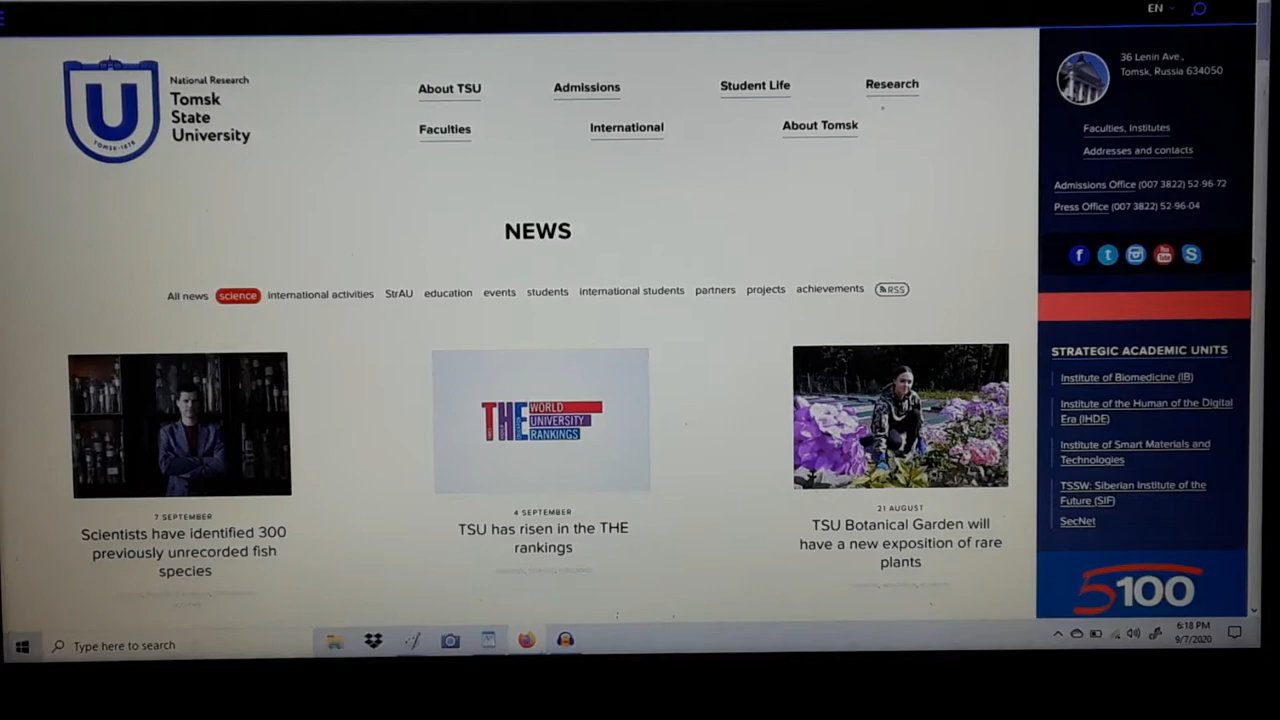 EN
National Research
Tomsk
State
University
TOMSK·1878
About TSU
Admissions
Student Life
Research
Faculties
International
About Tomsk
NEWS
All news
science
international activities
StrAU
education
events
students
international students
partners
projects
achievements
RSS
THE
WORLD
UNIVERSITY
RANKINGS
7 SEPTEMBER
Scientists have identified 300
previously unrecorded fish
species
4 SEPTEMBER
TSU has risen in the THE
rankings
21 AUGUST
TSU Botanical Garden will
have a new exposition of rare
plants
36 Lenin Ave.,
Tomsk, Russia 634050
Faculties, Institutes
Addresses and contacts
Admissions Office (007 3822) 52-96-72
Press Office (007 3822) 52-96-04
f
t
You
Tube
S
STRATEGIC ACADEMIC UNITS
Institute of Biomedicine (IB)
Institute of the Human of the Digital
Era (IHDE)
Institute of Smart Materials and
Technologies
TSSW: Siberian Institute of the
Future (SIF)
SecNet
5100
Type here to search
6:18 PM
9/7/2020